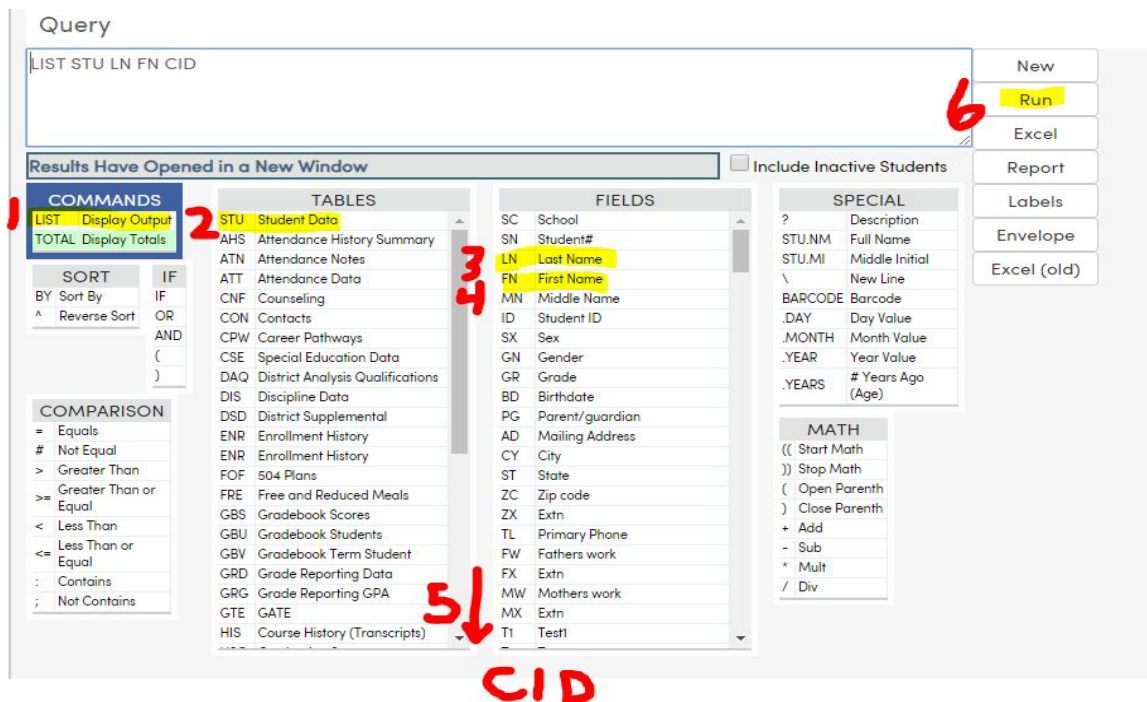 Query
LIST STU LN FN CID
New
6 Run
Excel
Results Have Opened in a New Window
Include Inactive Students
Report
Labels
Envelope
Excel (old)
COMMANDS
1 LIST Display Output
TOTAL Display Totals
SORT
BY Sort By
^ Reverse Sort
IF
IF
OR
AND
(
)
COMPARISON
= Equals
# Not Equal
> Greater Than
>= Greater Than or
Equal
< Less Than
<= Less Than or
Equal
: Contains
; Not Contains
TABLES
2 STU Student Data
AHS Attendance History Summary
ATN Attendance Notes
ATT Attendance Data
CNF Counseling
CON Contacts
CPW Career Pathways
CSE Special Education Data
DAQ District Analysis Qualifications
DIS Discipline Data
DSD District Supplemental
ENR Enrollment History
ENR Enrollment History
FOF 504 Plans
FRE Free and Reduced Meals
GBS Gradebook Scores
GBU Gradebook Students
GBV Gradebook Term Student
GRD Grade Reporting Data
GRG Grade Reporting GPA
GTE GATE
HIS Course History (Transcripts)
FIELDS
SC School
SN Student#
3 LN Last Name
4 FN First Name
MN Middle Name
ID Student ID
SX Sex
GN Gender
GR Grade
BD Birthdate
PG Parent/guardian
AD Mailing Address
CY City
ST State
ZC Zip code
ZX Extn
TL Primary Phone
FW Fathers work
FX Extn
MW Mothers work
MX Extn
T1 Test1
5
CID
SPECIAL
? Description
STU.NM Full Name
STU.MI Middle Initial
\ New Line
BARCODE Barcode
.DAY Day Value
.MONTH Month Value
.YEAR Year Value
.YEARS # Years Ago
(Age)
MATH
(( Start Math
)) Stop Math
( Open Parenth
) Close Parenth
+ Add
- Sub
* Mult
/ Div